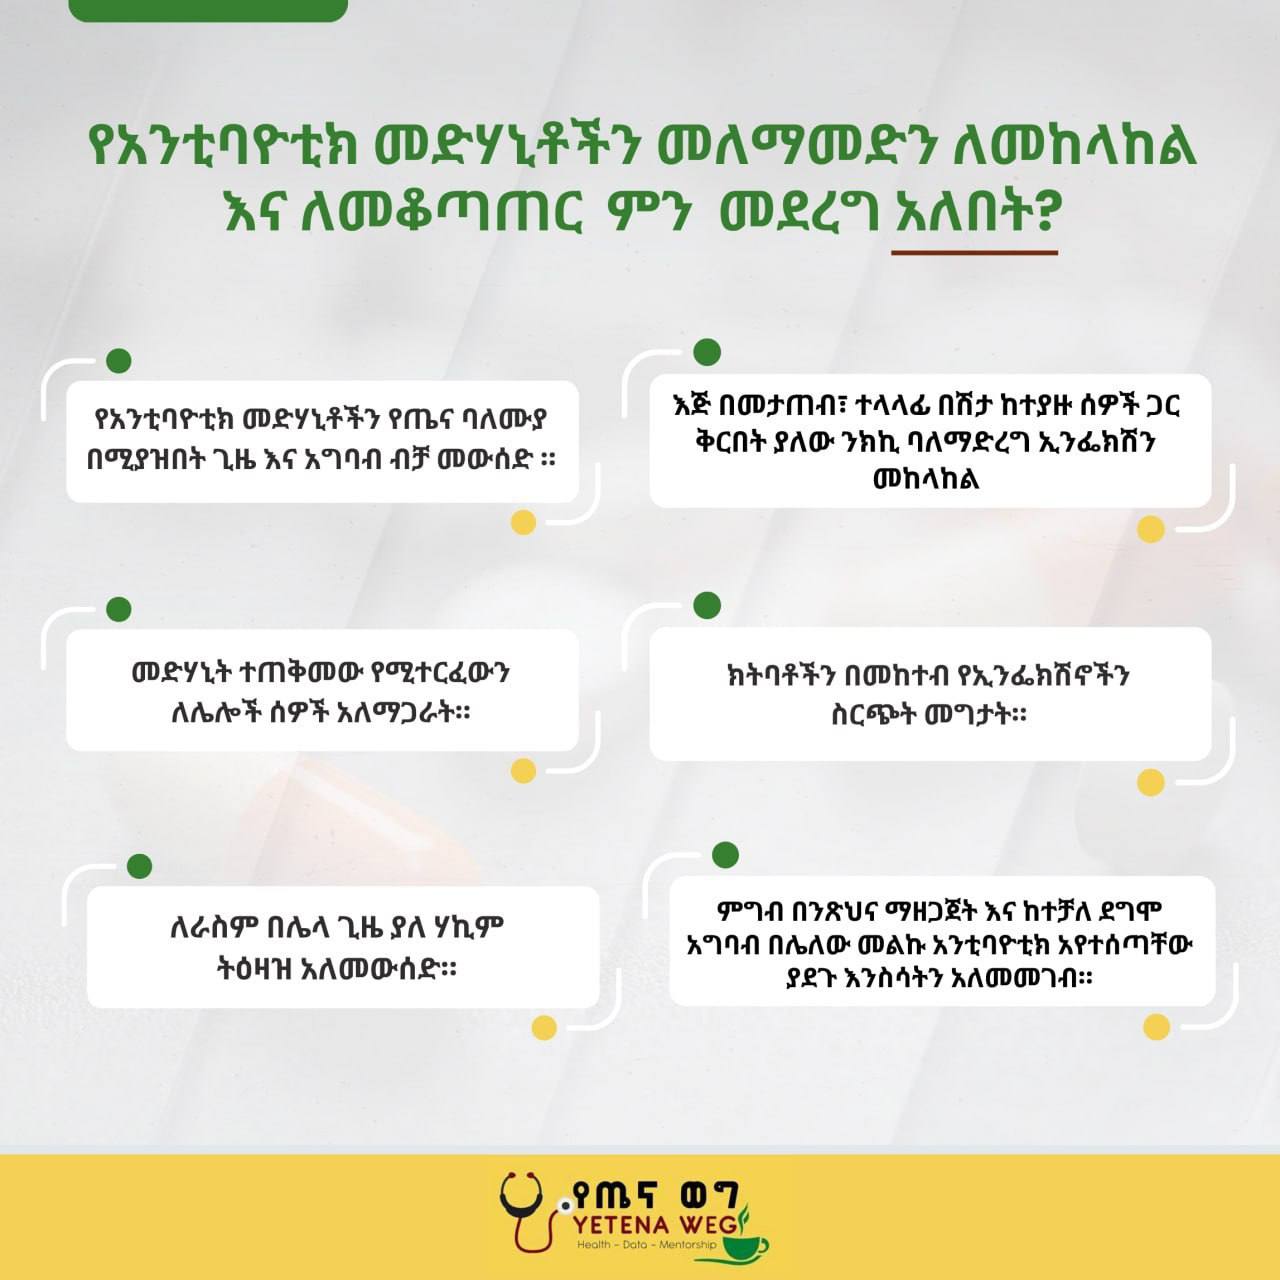 የአንቲባዮቲክ መድሃኒቶችን መለማመድን ለመከላከል
እና ለመቆጣጠር ምን መደረግ አለበት?
የአንቲባዮቲክ መድሃኒቶችን የጤና ባለሙያ
በሚያዝበት ጊዜ እና አግባብ ብቻ መውሰድ ።
እጅ በመታጠብ፣ ተላላፊ በሽታ ከተያዙ ሰዎች ጋር
ቅርበት ያለው ንክኪ ባለማድረግ ኢንፌክሽን
መከላከል
መድሃኒት ተጠቅመው የሚተርፈውን
ለሌሎች ሰዎች አለማጋራት።
ክትባቶችን በመከተብ የኢንፌክሽኖችን
ስርጭት መግታት።
ለራስም በሌላ ጊዜ ያለ ሃኪም
ትዕዛዝ አለመውሰድ።
ምግብ በንጽህና ማዘጋጀት እና ከተቻለ ደግሞ
አግባብ በሌለው መልኩ አንቲባዮቲክ እየተሰጣቸው
ያደጉ እንስሳትን አለመመገብ።
የጤና ወግ
YETENA WEG
Health - Data - Mentorship